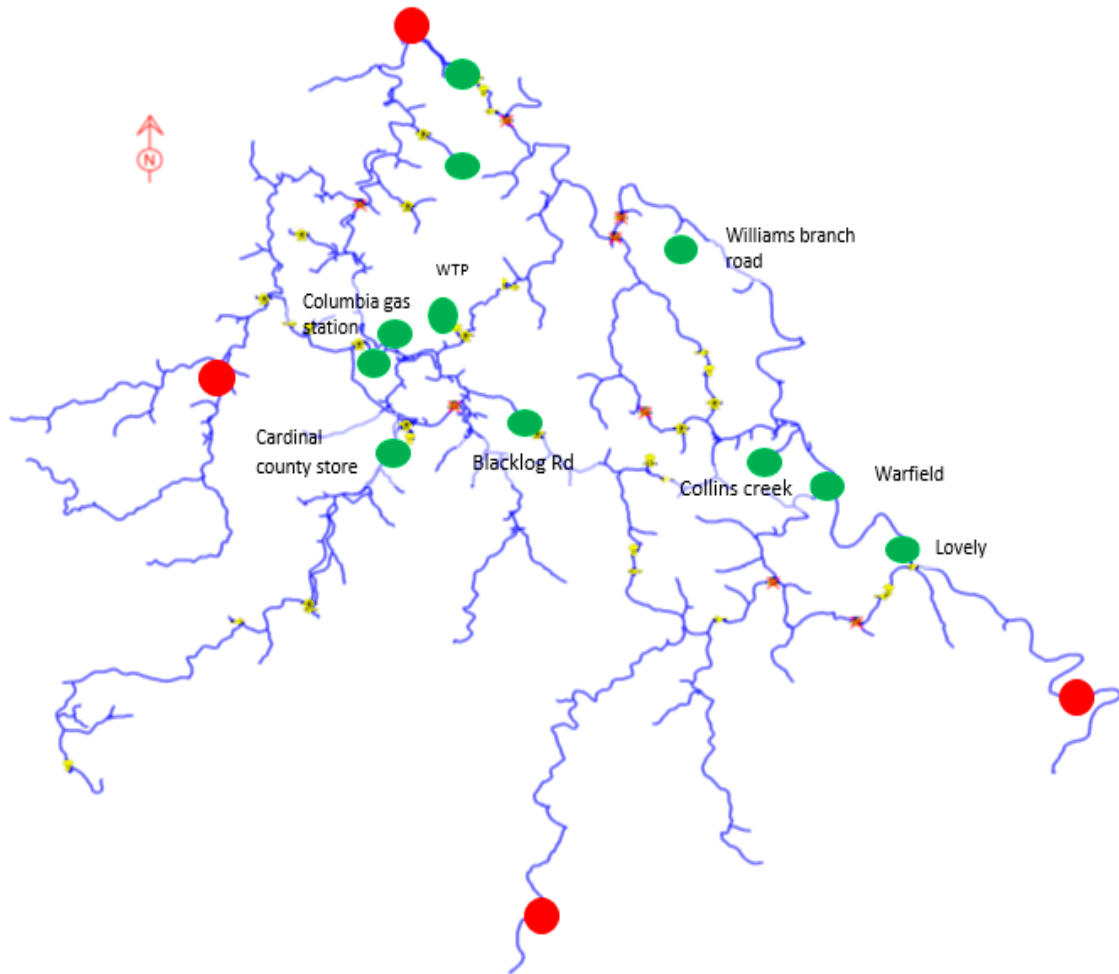 N
Williams branch
road
WTP
Columbia gas
station
Cardinal
county store
Blacklog Rd
Collins creek
Warfield
Lovely